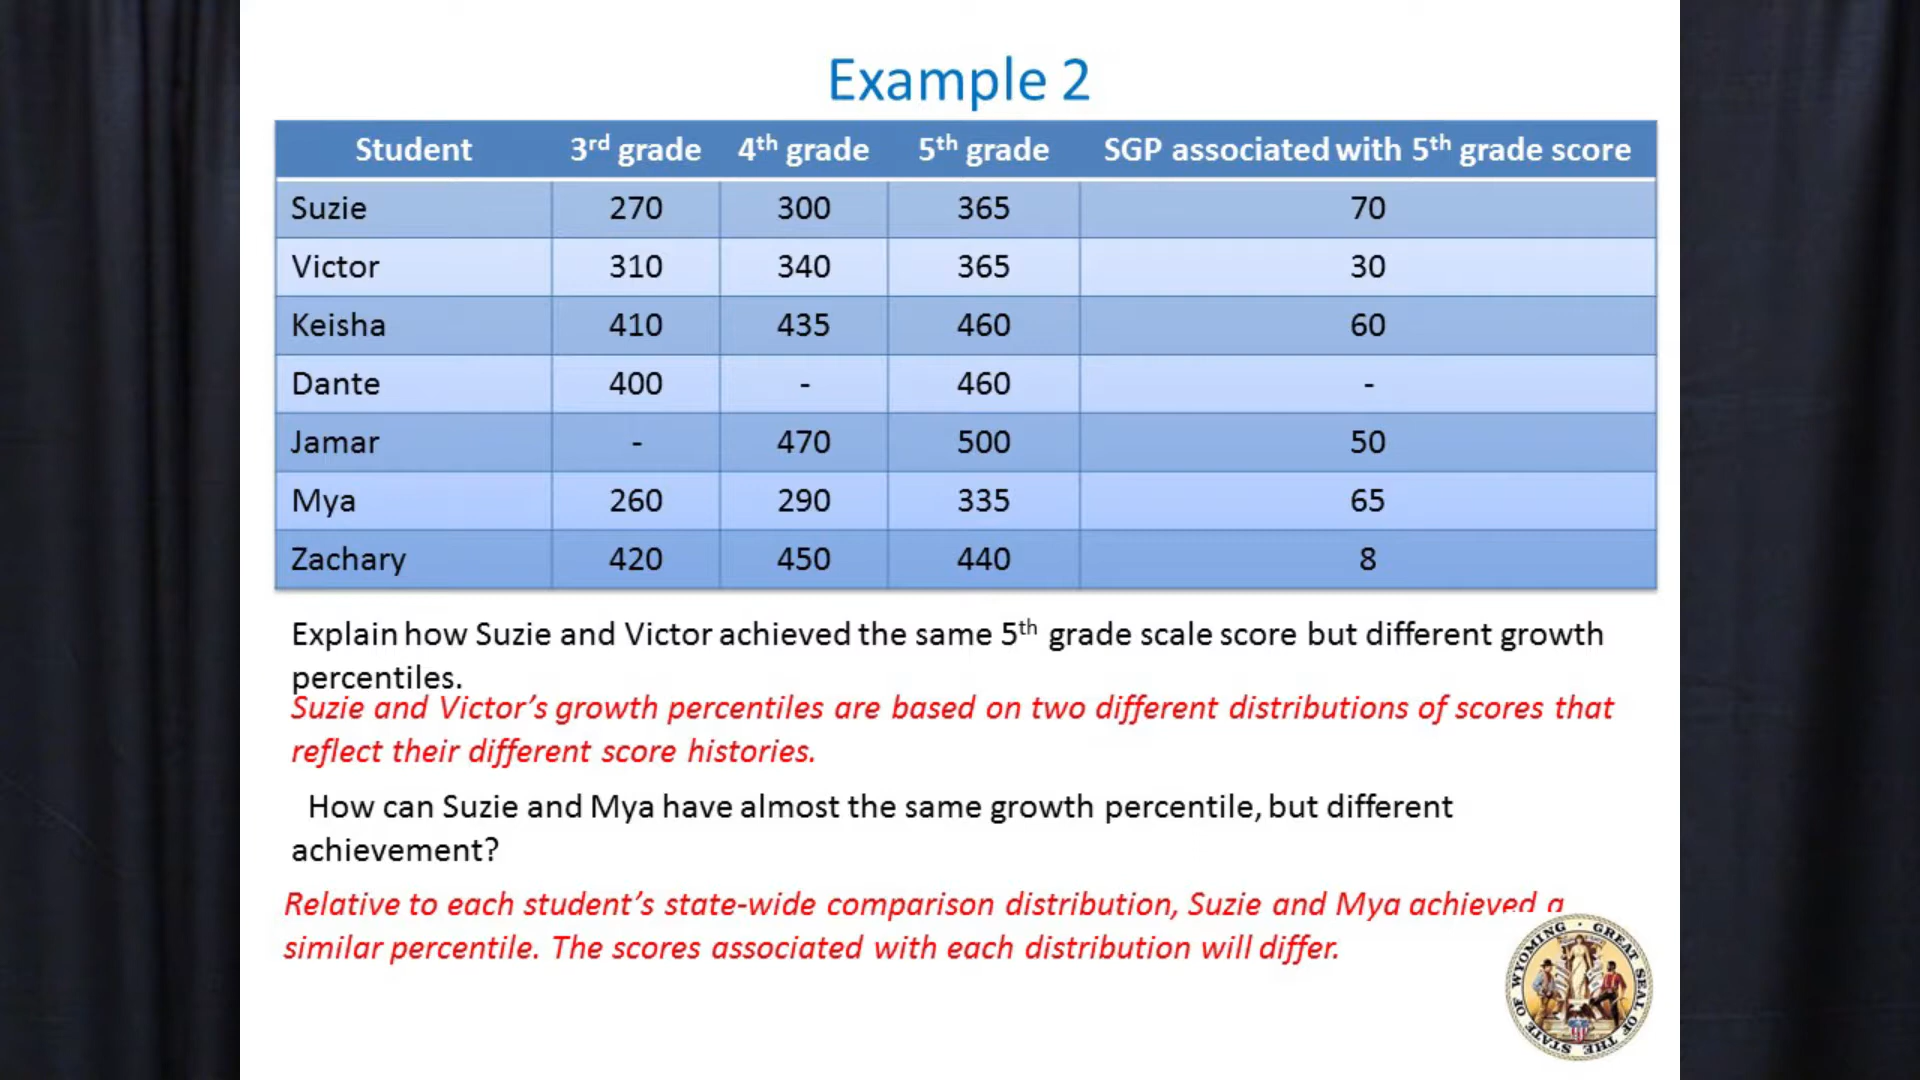 Example 2
Student 3rd grade 4th grade 5th grade SGP associated with 5th grade score
Suzie 270 300 365 70
Victor 310 340 365 30
Keisha 410 435 460 60
Dante 400 - 460 -
Jamar - 470 500 50
Mya 260 290 335 65
Zachary 420 450 440 8
Explain how Suzie and Victor achieved the same 5th grade scale score but different growth
percentiles.
Suzie and Victor’s growth percentiles are based on two different distributions of scores that
reflect their different score histories.
How can Suzie and Mya have almost the same growth percentile, but different
achievement?
Relative to each student’s state-wide comparison distribution, Suzie and Mya achieved a
similar percentile. The scores associated with each distribution will differ.
GREAT SEAL OF THE STATE OF WYOMING